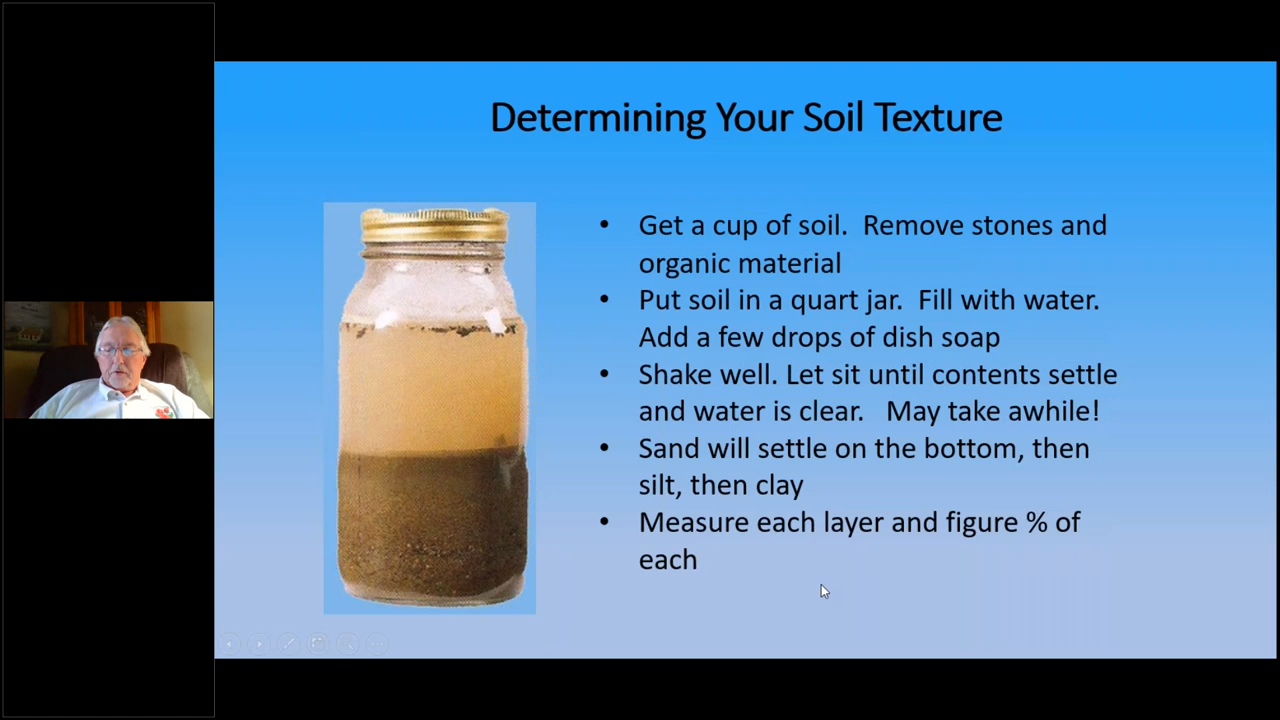 Determining Your Soil Texture
• Get a cup of soil.  Remove stones and
organic material
• Put soil in a quart jar.  Fill with water.
Add a few drops of dish soap
• Shake well. Let sit until contents settle
and water is clear.   May take awhile!
• Sand will settle on the bottom, then
silt, then clay
• Measure each layer and figure % of
each